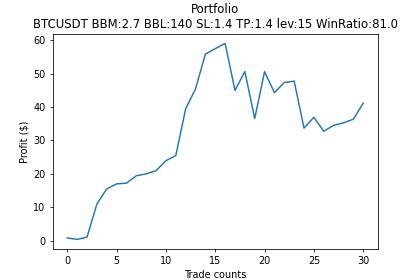 Portfolio
BTCUSDT BBM:2.7 BBL:140 SL:1.4 TP:1.4 lev:15 WinRatio:81.0
60
50
40
30
20
10
0
Profit ($)
0 5 10 15 20 25 30
Trade counts